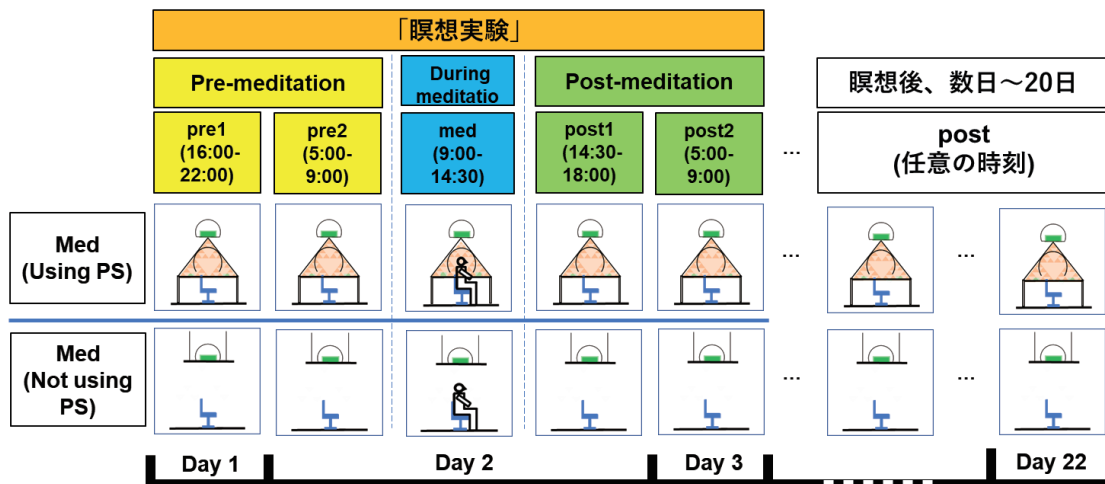 「瞑想実験」
Pre-meditation
During
meditatio
Post-meditation
瞑想後、数日～20日
pre1
(16:00-
22:00)
pre2
(5:00-
9:00)
med
(9:00-
14:30)
post1
(14:30-
18:00)
post2
(5:00-
9:00)
...
post
(任意の時刻)
Med
(Using PS)
...
...
Med
(Not using
PS)
...
...
Day 1
Day 2
Day 3
Day 22